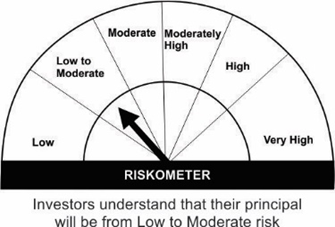 Moderate
Moderately
High
Low to
Moderate
High
Low
Very High
RISKOMETER
Investors understand that their principal
will be from Low to Moderate risk